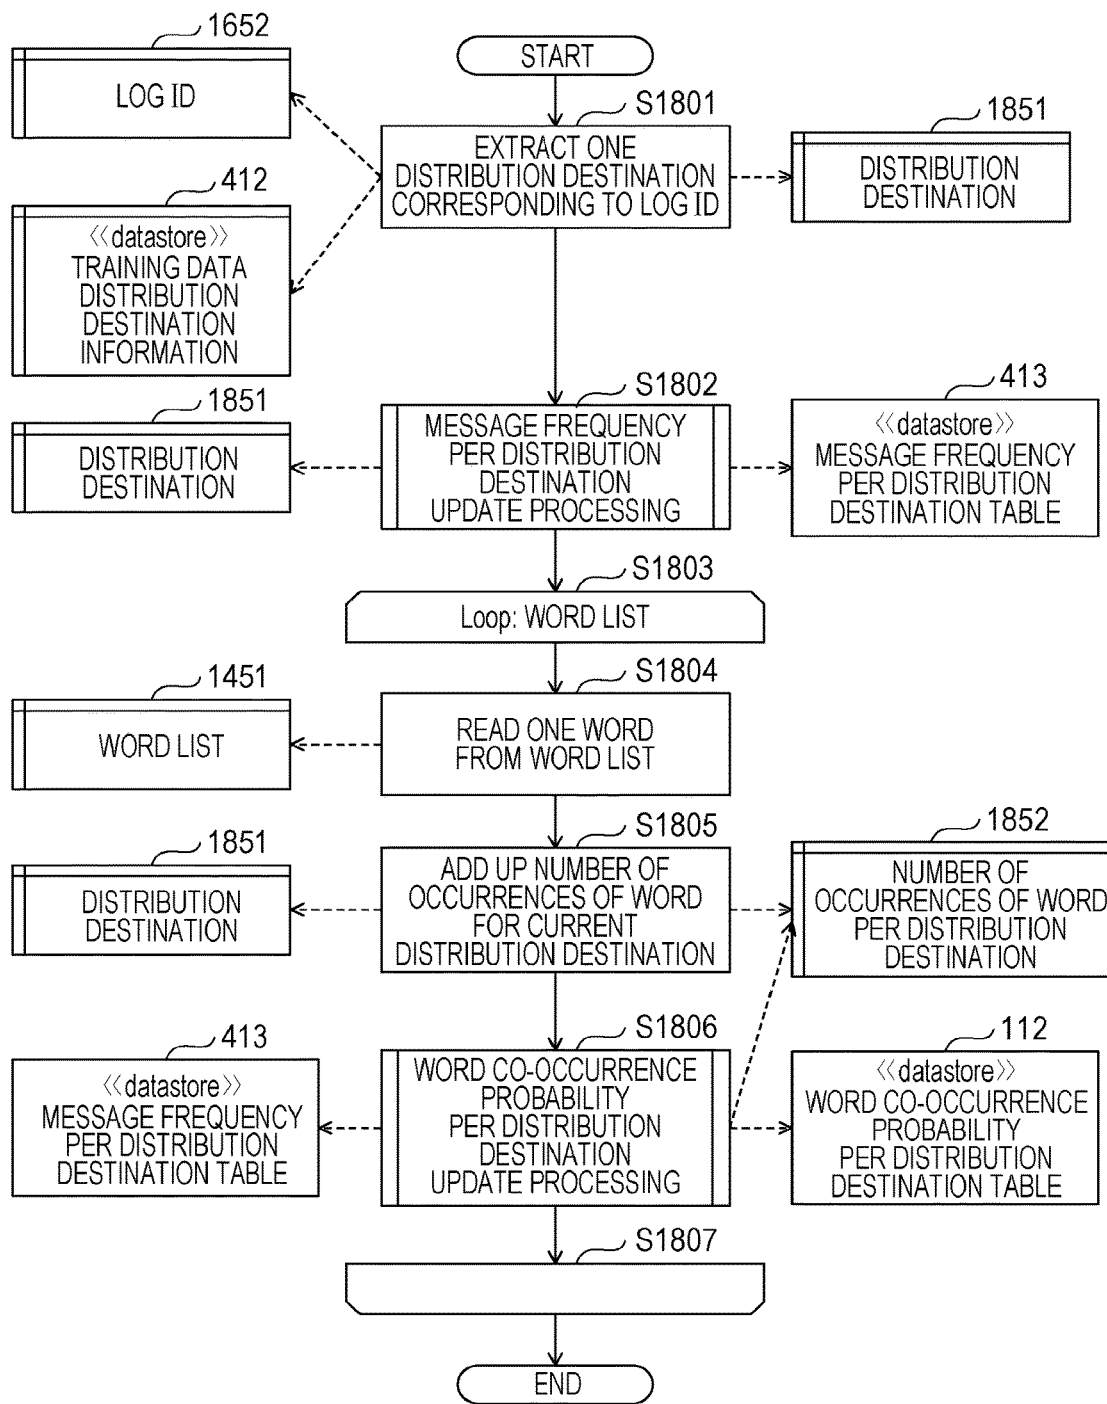 START
1652
LOG ID
S1801
EXTRACT ONE
DISTRIBUTION DESTINATION
CORRESPONDING TO LOG ID
1851
DISTRIBUTION
DESTINATION
412
《datastore》
TRAINING DATA
DISTRIBUTION
DESTINATION
INFORMATION
1851
DISTRIBUTION
DESTINATION
S1802
MESSAGE FREQUENCY
PER DISTRIBUTION
DESTINATION
UPDATE PROCESSING
413
《datastore》
MESSAGE FREQUENCY
PER DISTRIBUTION
DESTINATION TABLE
S1803
Loop: WORD LIST
1451
WORD LIST
S1804
READ ONE WORD
FROM WORD LIST
1851
DISTRIBUTION
DESTINATION
S1805
ADD UP NUMBER OF
OCCURRENCES OF WORD
FOR CURRENT
DISTRIBUTION DESTINATION
1852
NUMBER OF
OCCURRENCES OF WORD
PER DISTRIBUTION
DESTINATION
413
《datastore》
MESSAGE FREQUENCY
PER DISTRIBUTION
DESTINATION TABLE
S1806
WORD CO-OCCURRENCE
PROBABILITY
PER DISTRIBUTION
DESTINATION
UPDATE PROCESSING
112
《datastore》
WORD CO-OCCURRENCE
PROBABILITY
PER DISTRIBUTION
DESTINATION TABLE
S1807
END